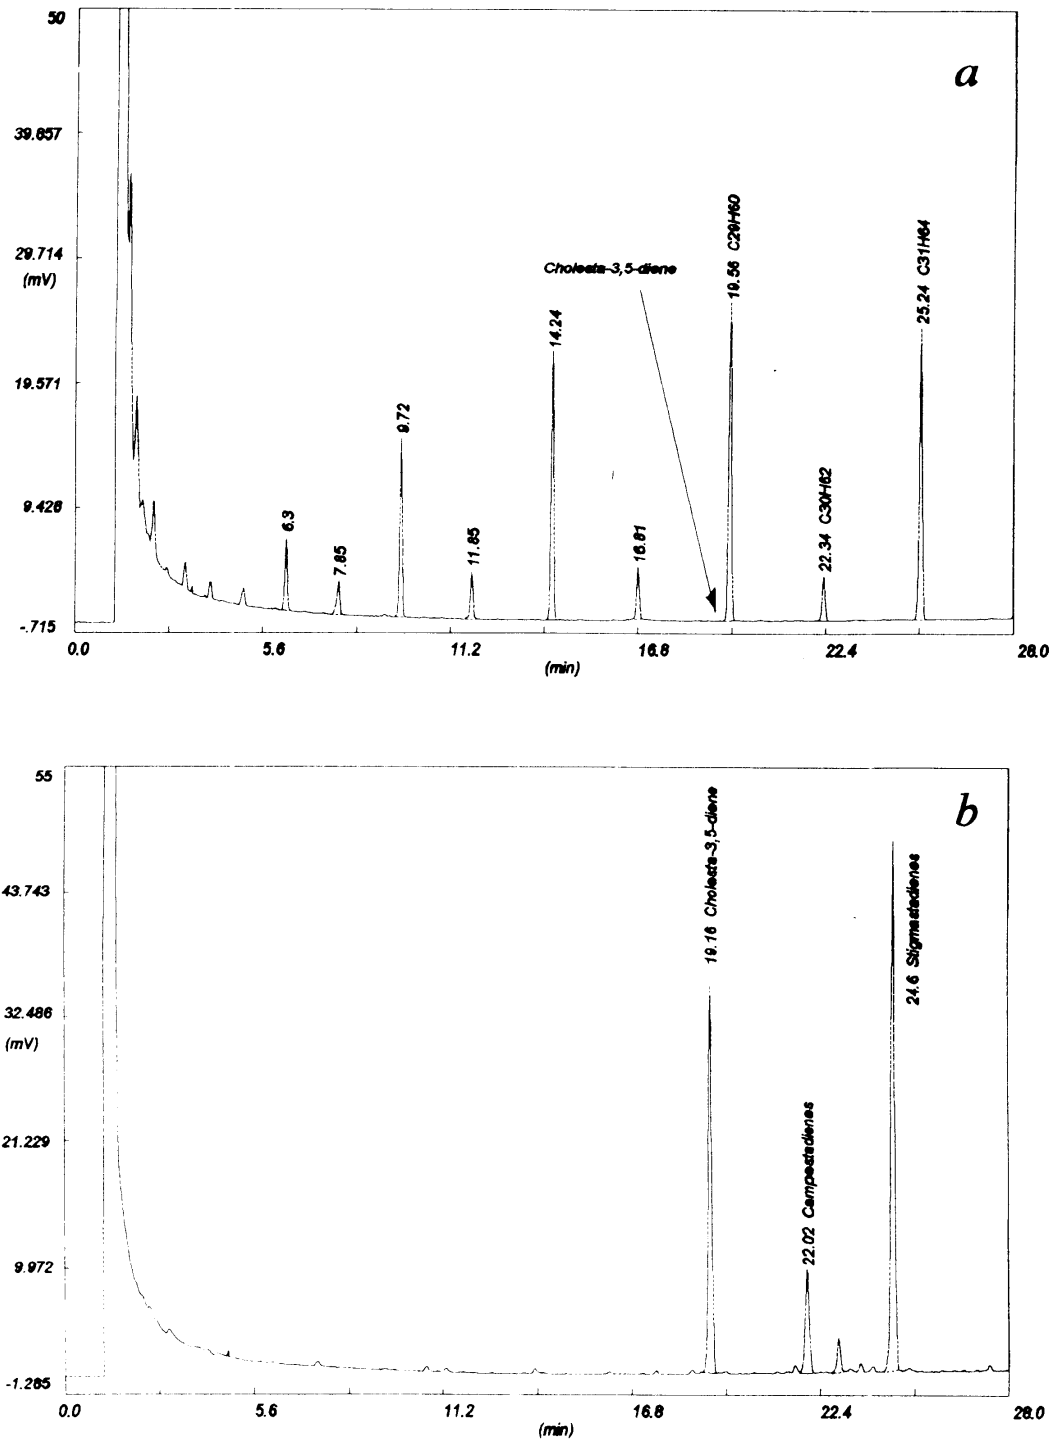 50
a
39.857
29.714
(mV)
19.571
9.428
-.715
6.3
7.85
9.72
11.85
14.24
Cholesta-3,5-diene
16.81
19.56 C29H60
22.34 C30H62
25.24 C31H64
0.0 5.6 11.2 16.8 22.4 28.0
(min)
55
b
43.743
32.486
(mV)
21.229
9.972
-1.285
19.16 Cholesta-3,5-diene
22.02 Campestadienes
24.6 Stigmastadienes
0.0 5.6 11.2 16.8 22.4 28.0
(min)